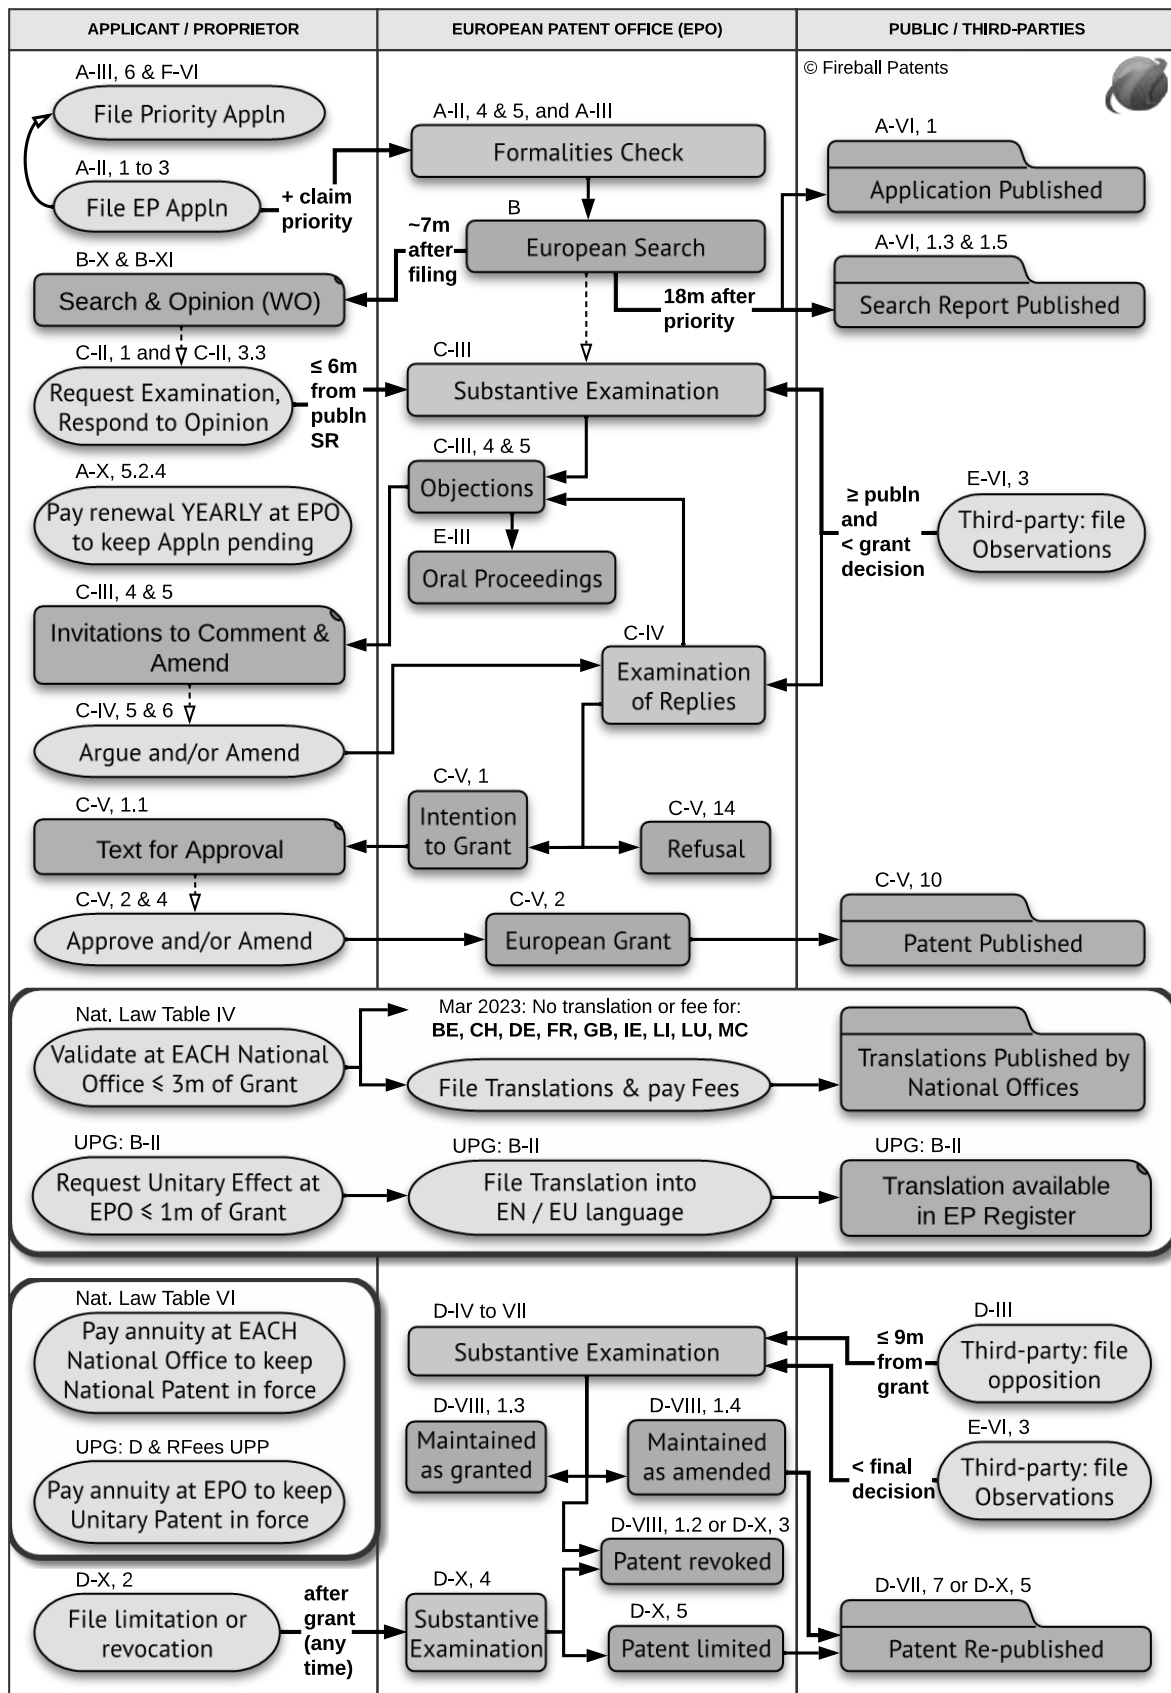 APPLICANT / PROPRIETOR
EUROPEAN PATENT OFFICE (EPO)
PUBLIC / THIRD-PARTIES
© Fireball Patents
A-III, 6 & F-VI
File Priority Appln
A-II, 1 to 3
File EP Appln
+ claim
priority
A-II, 4 & 5, and A-III
Formalities Check
A-VI, 1
Application Published
B
European Search
~7m
after
filing
A-VI, 1.3 & 1.5
Search Report Published
18m after
priority
B-X & B-XI
Search & Opinion (WO)
C-II, 1 and
C-II, 3.3
Request Examination,
Respond to Opinion
≤ 6m
from
publn
SR
C-III
Substantive Examination
C-III, 4 & 5
Objections
A-X, 5.2.4
Pay renewal YEARLY at EPO
to keep Appln pending
E-III
Oral Proceedings
≥ publn
and
< grant
decision
E-VI, 3
Third-party: file
Observations
C-III, 4 & 5
Invitations to Comment &
Amend
C-IV
Examination
of Replies
C-IV, 5 & 6
Argue and/or Amend
C-V, 1
Intention
to Grant
C-V, 14
Refusal
C-V, 1.1
Text for Approval
C-V, 2 & 4
Approve and/or Amend
C-V, 2
European Grant
C-V, 10
Patent Published
Nat. Law Table IV
Validate at EACH National
Office ⩽ 3m of Grant
Mar 2023: No translation or fee for:
BE, CH, DE, FR, GB, IE, LI, LU, MC
File Translations & pay Fees
Translations Published by
National Offices
UPG: B-II
Request Unitary Effect at
EPO ⩽ 1m of Grant
UPG: B-II
File Translation into
EN / EU language
UPG: B-II
Translation available
in EP Register
Nat. Law Table VI
Pay annuity at EACH
National Office to keep
National Patent in force
UPG: D & RFees UPP
Pay annuity at EPO to keep
Unitary Patent in force
D-IV to VII
Substantive Examination
≤ 9m
from
grant
D-III
Third-party: file
opposition
D-VIII, 1.3
Maintained
as granted
D-VIII, 1.4
Maintained
as amended
< final
decision
E-VI, 3
Third-party: file
Observations
D-VIII, 1.2 or D-X, 3
Patent revoked
D-X, 2
File limitation or
revocation
after
grant
(any
time)
D-X, 4
Substantive
Examination
D-X, 5
Patent limited
D-VII, 7 or D-X, 5
Patent Re-published